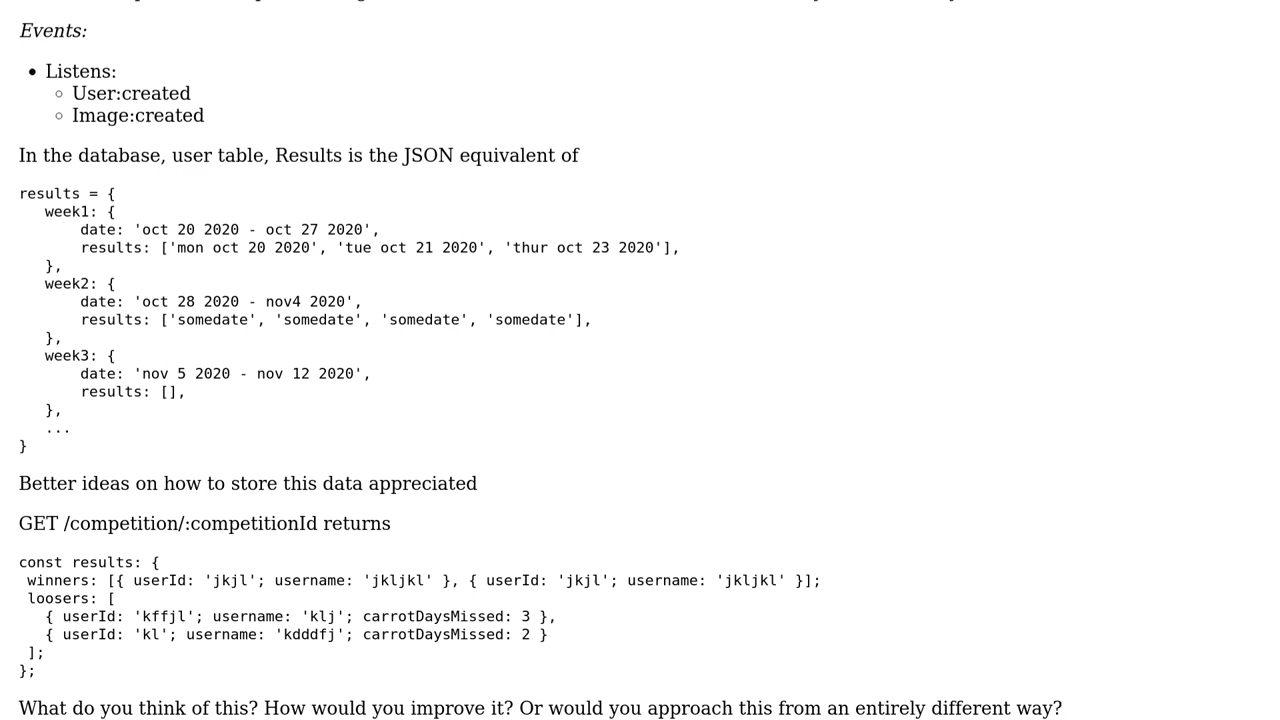 Events:
Listens:
User:created
Image:created
In the database, user table, Results is the JSON equivalent of
results = {
week1: {
date: 'oct 20 2020 - oct 27 2020',
results: ['mon oct 20 2020', 'tue oct 21 2020', 'thur oct 23 2020'],
},
week2: {
date: 'oct 28 2020 - nov4 2020',
results: ['somedate', 'somedate', 'somedate', 'somedate'],
},
week3: {
date: 'nov 5 2020 - nov 12 2020',
results: [],
},
...
}
Better ideas on how to store this data appreciated
GET /competition/:competitionId returns
const results: {
winners: [{ userId: 'jkjl'; username: 'jkljkl' }, { userId: 'jkjl'; username: 'jkljkl' }];
loosers: [
{ userId: 'kffjl'; username: 'klj'; carrotDaysMissed: 3 },
{ userId: 'kl'; username: 'kdddfj'; carrotDaysMissed: 2 }
];
};
What do you think of this? How would you improve it? Or would you approach this from an entirely different way?